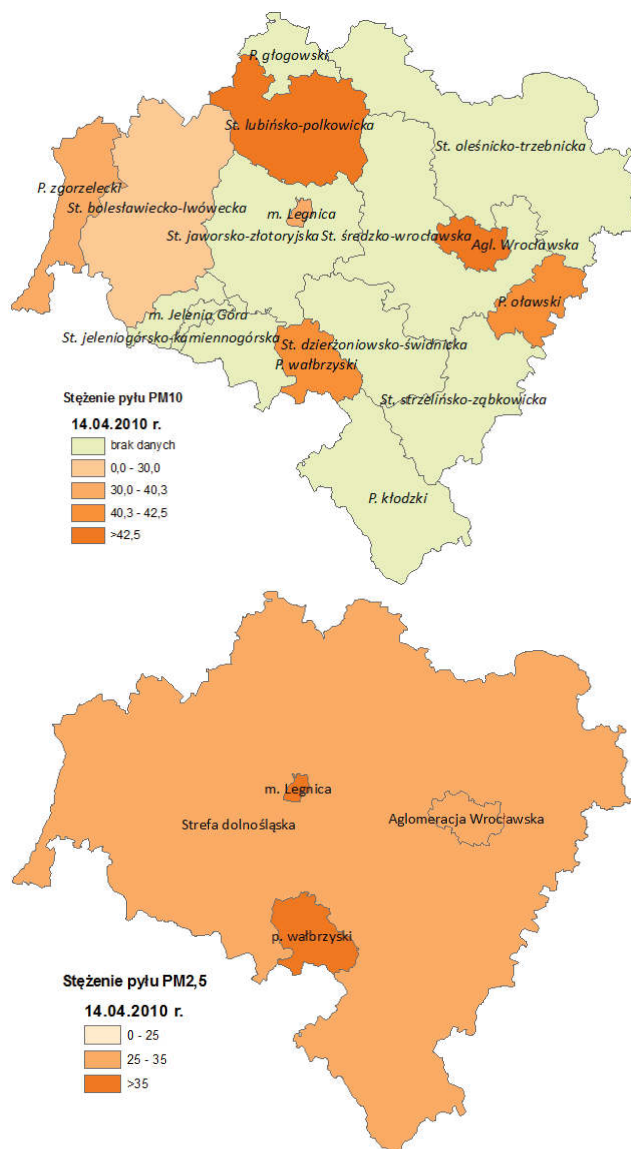 P. głogowski
St. lubińsko-polkowicka
St. oleśnicko-trzebnicka
P. zgorzelecki
St. bolesławiecko-lwówecka
m. Legnica
St. jaworsko-złotoryjska
St. średzko-wrocławska
Agl. Wrocławska
P. oławski
m. Jelenia Góra
St. jeleniogórsko-kamiennogórska
St. dzierżoniowsko-świdnicka
P. wałbrzyski
St. strzelińsko-ząbkowicka
P. kłodzki
Stężenie pyłu PM10
14.04.2010 r.
brak danych
0,0 - 30,0
30,0 - 40,3
40,3 - 42,5
>42,5
m. Legnica
Strefa dolnośląska
Aglomeracja Wrocławska
p. wałbrzyski
Stężenie pyłu PM2,5
14.04.2010 r.
0 - 25
25 - 35
>35